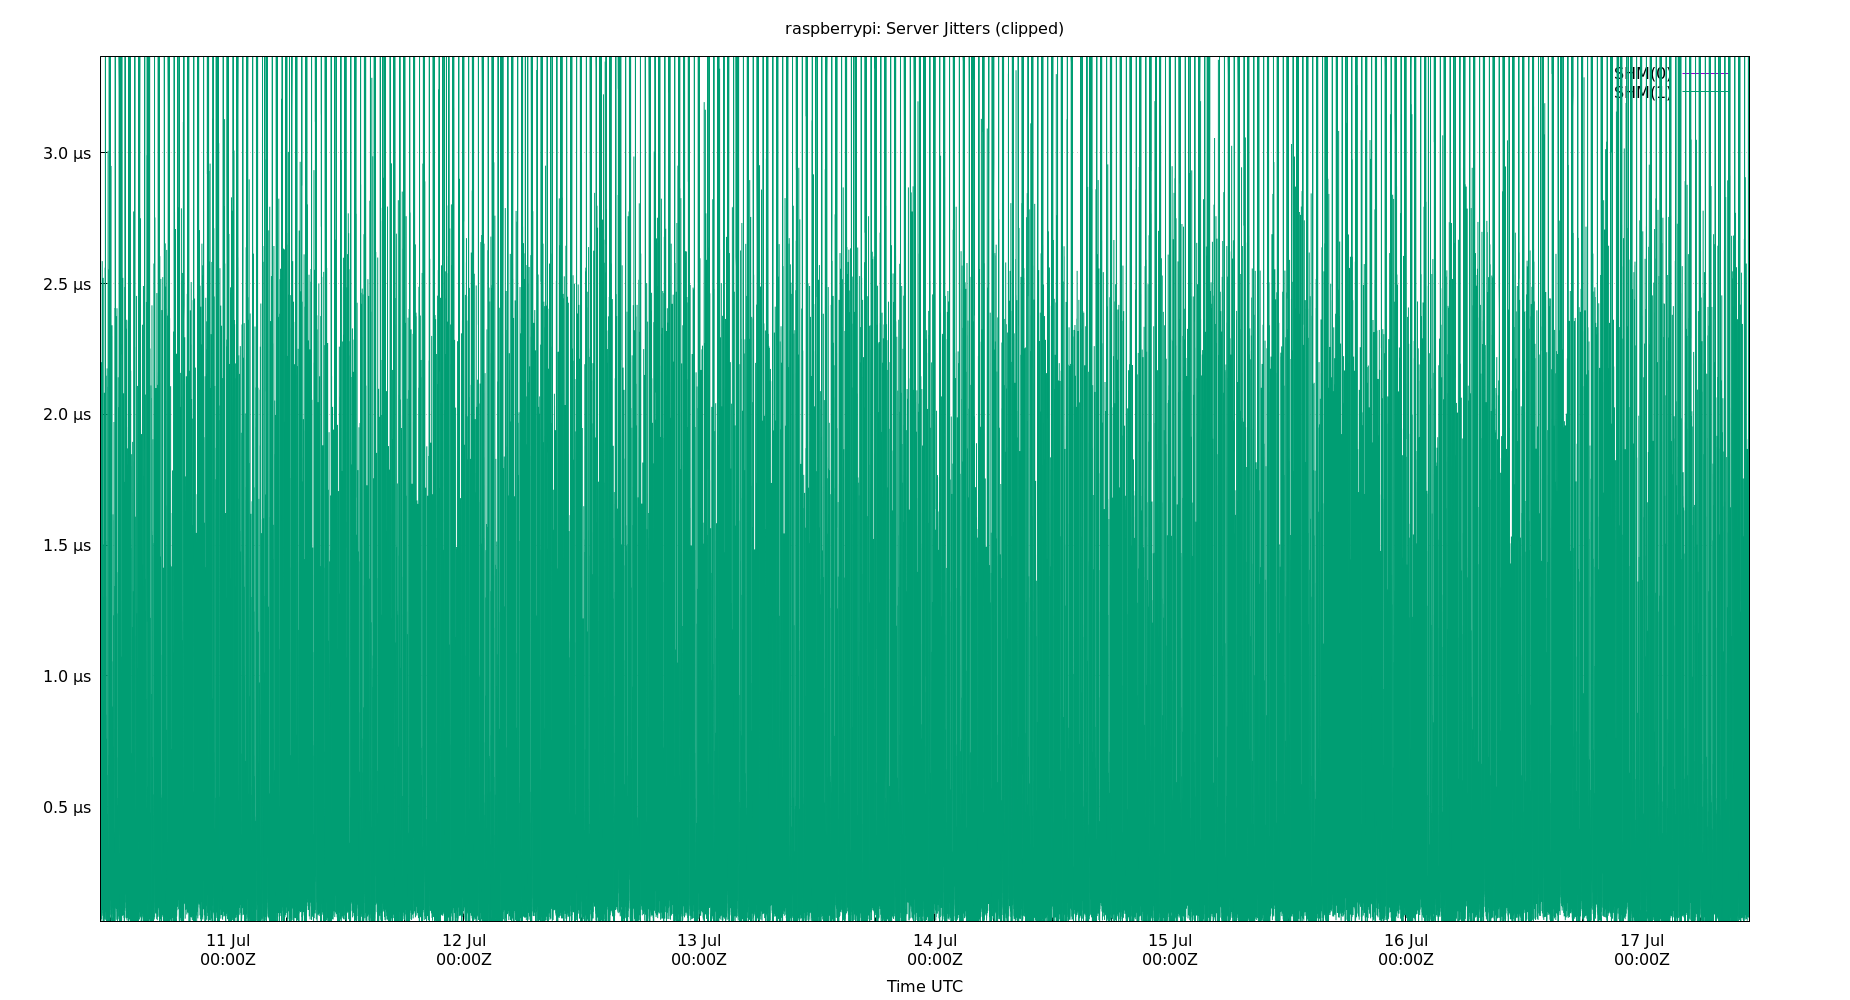 raspberrypi: Server Jitters (clipped)
SHM(0)
SHM(1)
3.0 µs
2.5 µs
2.0 µs
1.5 µs
1.0 µs
0.5 µs
11 Jul
00:00Z
12 Jul
00:00Z
13 Jul
00:00Z
14 Jul
00:00Z
15 Jul
00:00Z
16 Jul
00:00Z
17 Jul
00:00Z
Time UTC